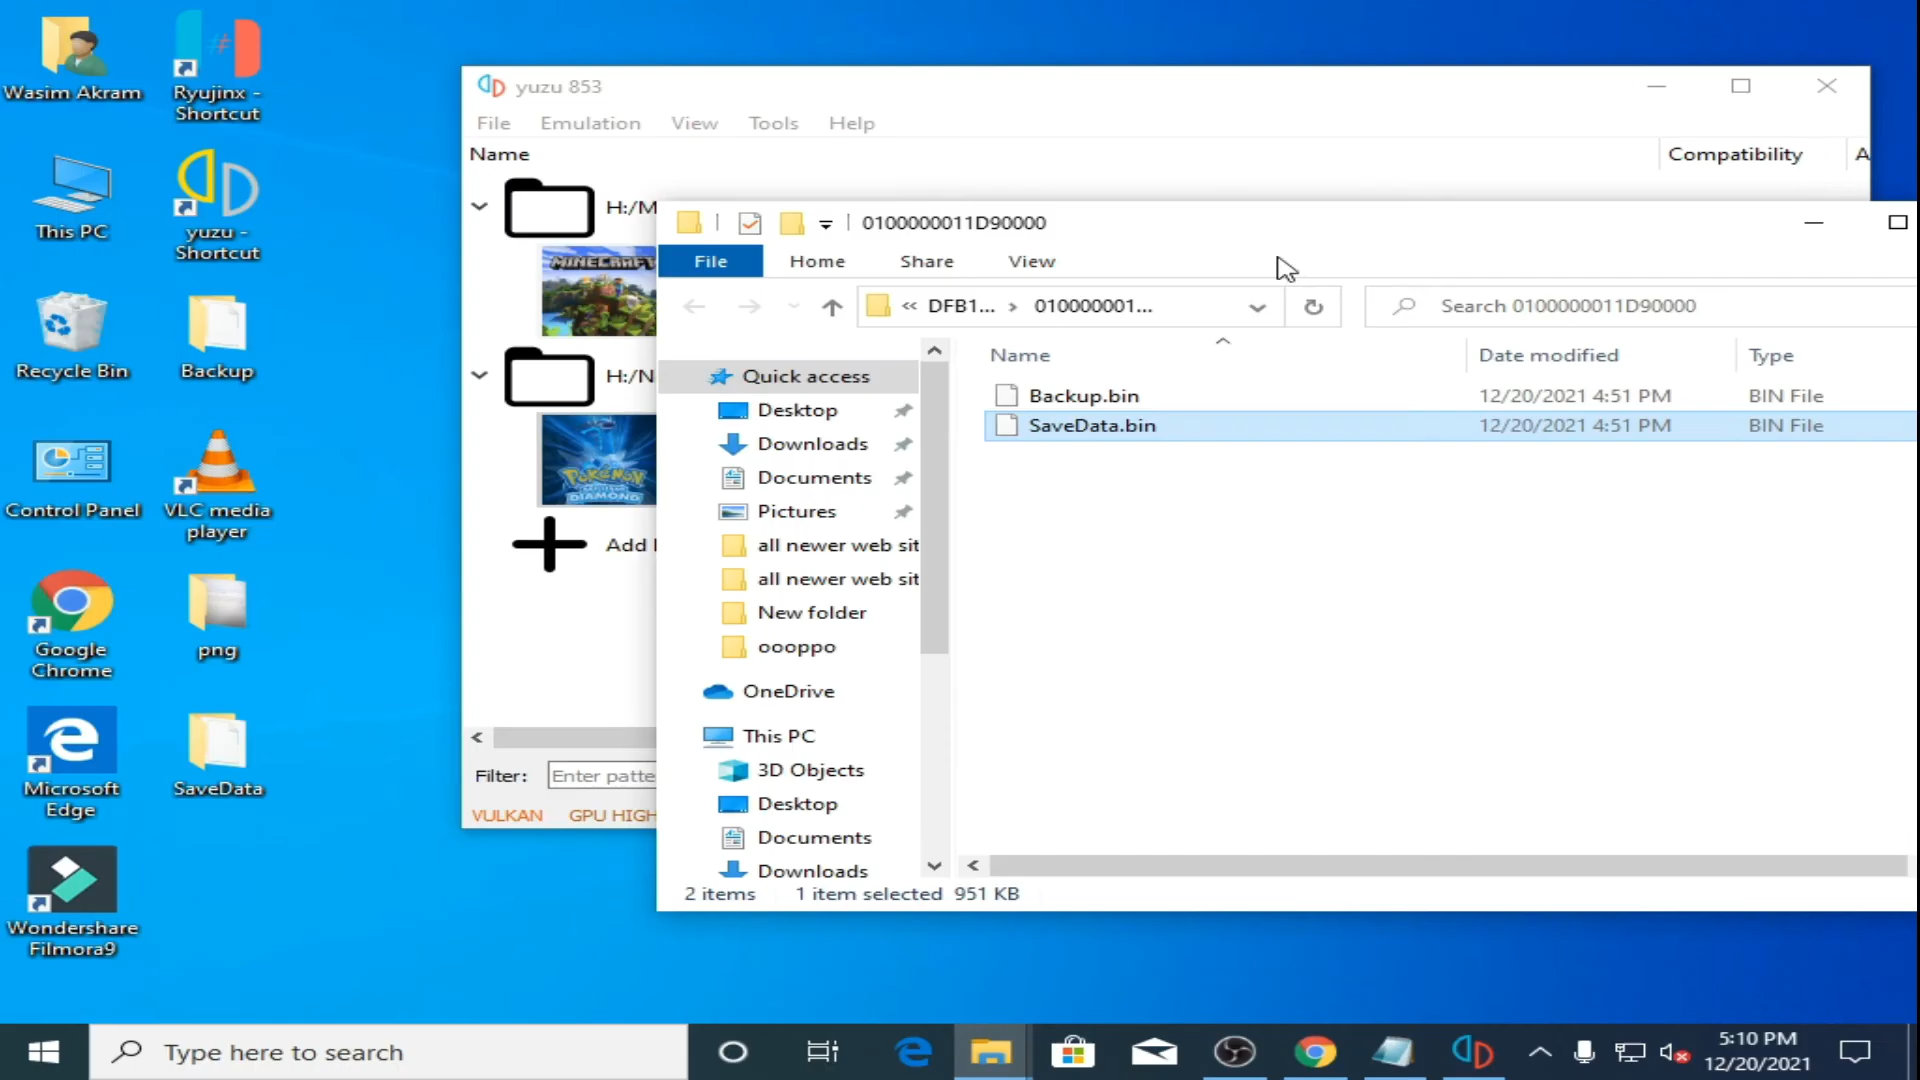 Wasim Akram
Ryujinx -
Shortcut
This PC
yuzu -
Shortcut
Recycle Bin
Backup
Control Panel
VLC media
player
Google
Chrome
png
Microsoft
Edge
SaveData
Wondershare
Filmora9
yuzu 853
File Emulation View Tools Help
Name Compatibility A
H:/M
MINECRAFT
H:/N
POKÉMON
DIAMOND
Add
Filter: Enter patte
VULKAN GPU HIGH
0100000011D90000
File Home Share View
« DFB1... › 010000001...
Search 0100000011D90000
Quick access
Desktop
Downloads
Documents
Pictures
all newer web sit
all newer web sit
New folder
oooppo
OneDrive
This PC
3D Objects
Desktop
Documents
Downloads
Name Date modified Type
Backup.bin 12/20/2021 4:51 PM BIN File
SaveData.bin 12/20/2021 4:51 PM BIN File
2 items 1 item selected 951 KB
Type here to search
5:10 PM
12/20/2021